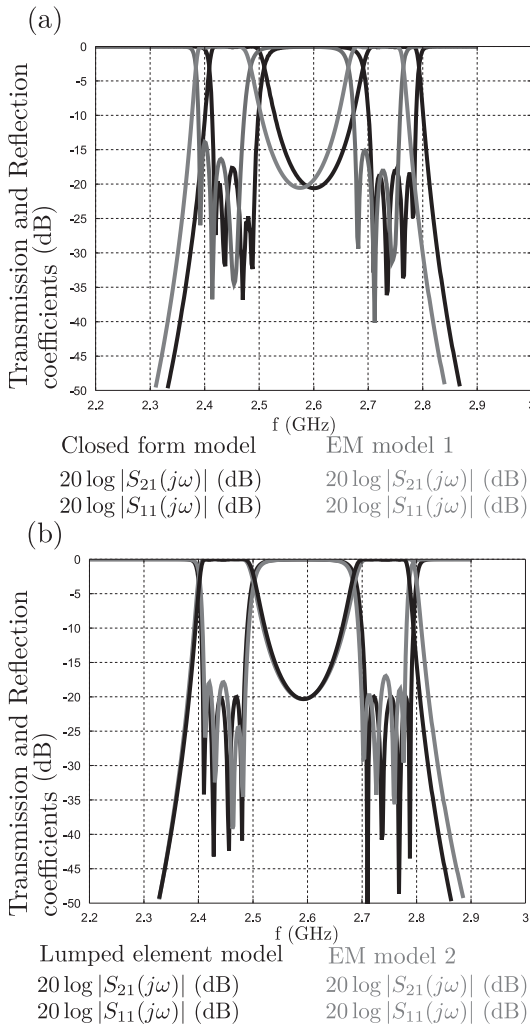 (a)
Transmission and Reflection
coefficients (dB)
0
-5
-10
-15
-20
-25
-30
-35
-40
-45
-50
2.2 2.3 2.4 2.5 2.6 2.7 2.8 2.9 3
f (GHz)
Closed form model EM model 1
20 log |S21(jω)| (dB) 20 log |S21(jω)| (dB)
20 log |S11(jω)| (dB) 20 log |S11(jω)| (dB)
(b)
Transmission and Reflection
coefficients (dB)
0
-5
-10
-15
-20
-25
-30
-35
-40
-45
-50
2.2 2.3 2.4 2.5 2.6 2.7 2.8 2.9 3
f (GHz)
Lumped element model EM model 2
20 log |S21(jω)| (dB) 20 log |S21(jω)| (dB)
20 log |S11(jω)| (dB) 20 log |S11(jω)| (dB)